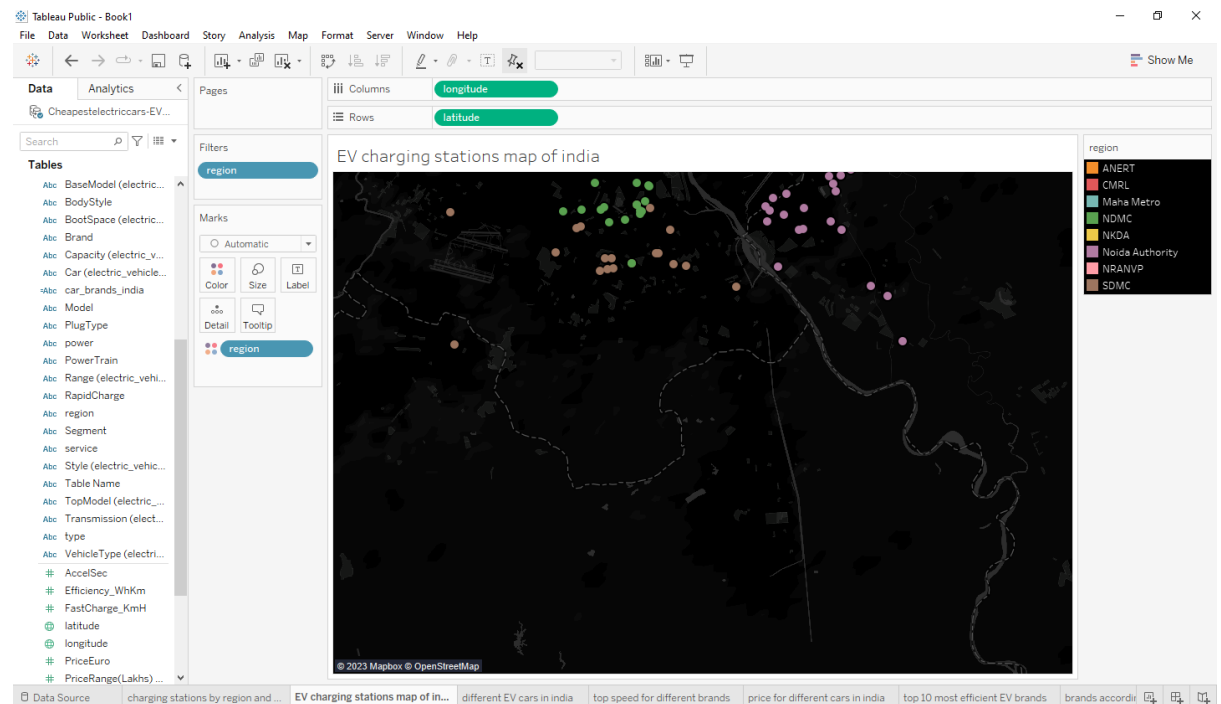 Tableau Public - Book1
File Data Worksheet Dashboard Story Analysis Map Format Server Window Help
Show Me
Data Analytics
Pages
iii Columns longitude
Rows latitude
Cheapestelectriccars-EV...
Search
Filters
region
EV charging stations map of india
Tables
Abc BaseModel (electric...
Abc BodyStyle
Abc BootSpace (electric...
Abc Brand
Abc Capacity (electric_v...
Abc Car (electric_vehicle...
=Abc car_brands_india
Abc Model
Abc PlugType
Abc power
Abc PowerTrain
Abc Range (electric_vehi...
Abc RapidCharge
Abc region
Abc Segment
Abc service
Abc Style (electric_vehic...
Abc Table Name
Abc TopModel (electric_...
Abc Transmission (elect...
Abc type
Abc VehicleType (electri...
# AccelSec
# Efficiency_WhKm
# FastCharge_KmH
latitude
longitude
# PriceEuro
# PriceRange(Lakhs) ...
Marks
Automatic
Color Size Label
Detail Tooltip
region
region
ANERT
CMRL
Maha Metro
NDMC
NKDA
Noida Authority
NRANVP
SDMC
© 2023 Mapbox © OpenStreetMap
Data Source charging stations by region and ... EV charging stations map of in... different EV cars in india top speed for different brands price for different cars in india top 10 most efficient EV brands brands accordin